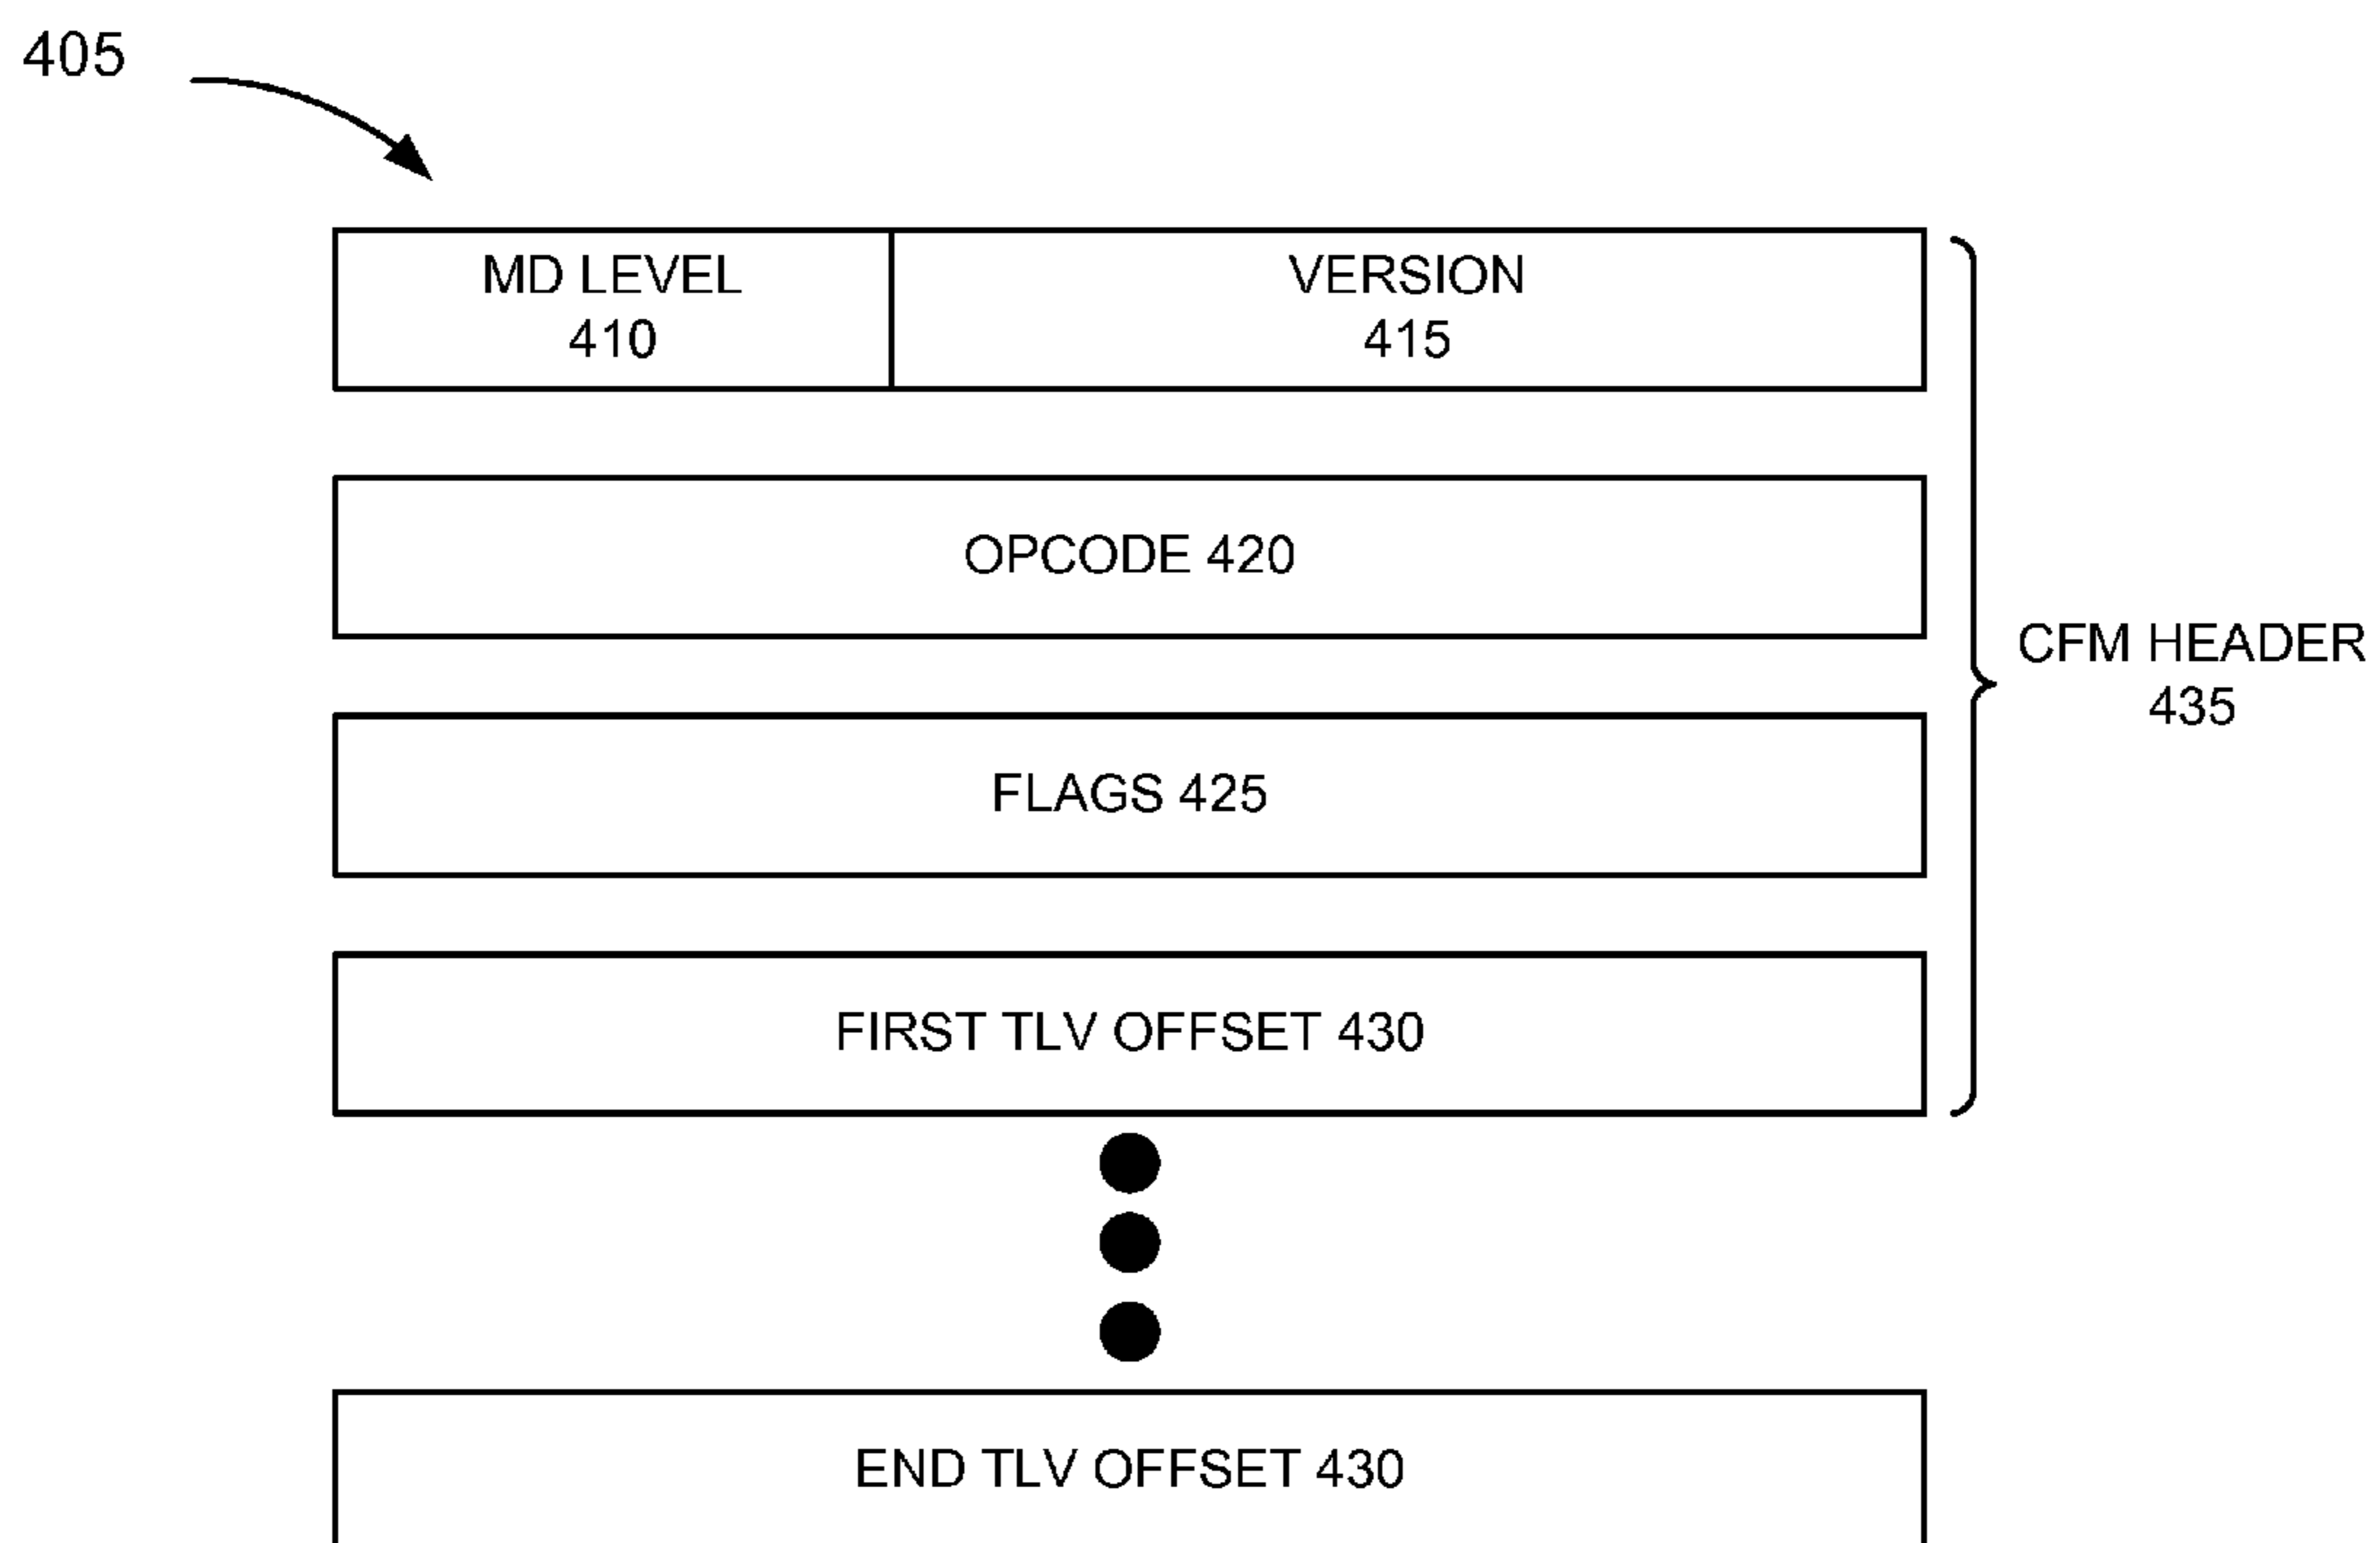 405
MD LEVEL
410
VERSION
415
OPCODE 420
FLAGS 425
CFM HEADER
435
FIRST TLV OFFSET 430
END TLV OFFSET 430